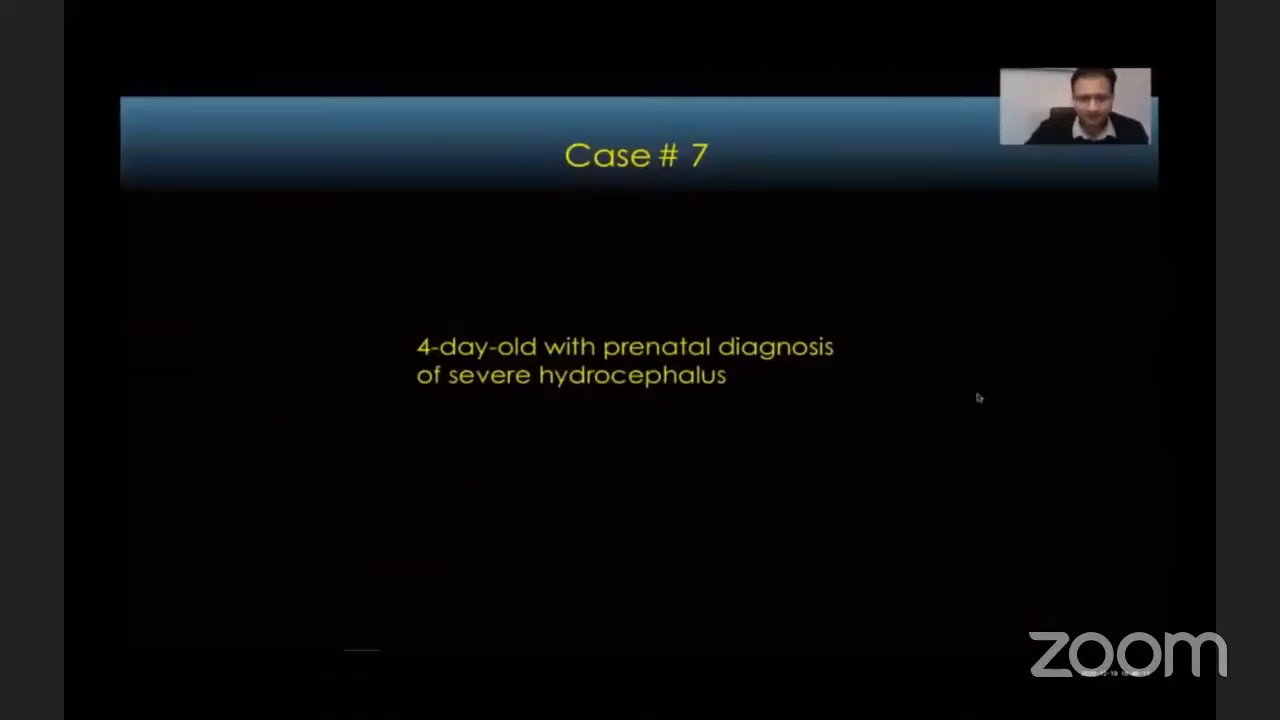 Case # 7
4-day-old with prenatal diagnosis
of severe hydrocephalus
zoom